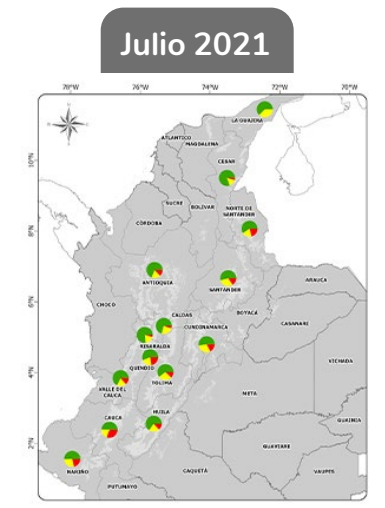 Julio 2021
78°W 76°W 74°W 72°W 70°W
LA GUAJIRA
ATLANTICO
MAGDALENA
10°N
CESAR
SUCRE
BOLIVAR
NORTE DE
SANTANDER
8°N
CÓRDOBA
ANTIOQUIA
SANTANDER
ARAUCA
6°N
CHOCO
BOYACÁ
CALDAS
CUNDINAMARCA
CASANARE
RISARALDA
VICHADA
QUINDIO
4°N
TOLIMA
VALLE DEL
CAUCA
META
HUILA
CAUCA
GUAINIA
2°N
GUAVIARE
NARIÑO
CAQUETÁ
VAUPES
PUTUMAYO